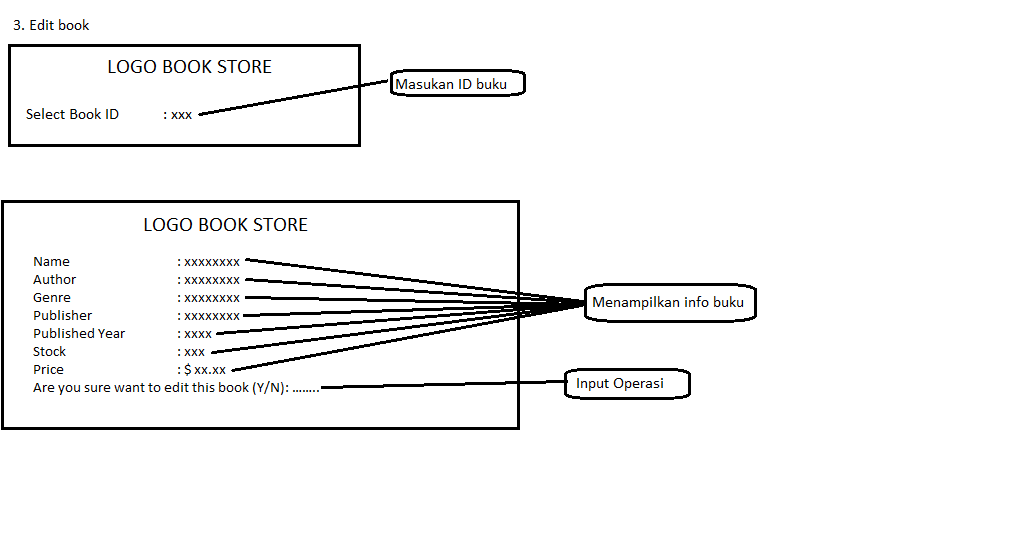 3. Edit book
LOGO BOOK STORE
Masukan ID buku
Select Book ID : xxx
LOGO BOOK STORE
Name : xxxxxxxx
Author : xxxxxxxx
Genre : xxxxxxxx
Publisher : xxxxxxxx
Published Year : xxxx
Stock : xxx
Price : $ xx.xx
Are you sure want to edit this book (Y/N): ........
Menampilkan info buku
Input Operasi